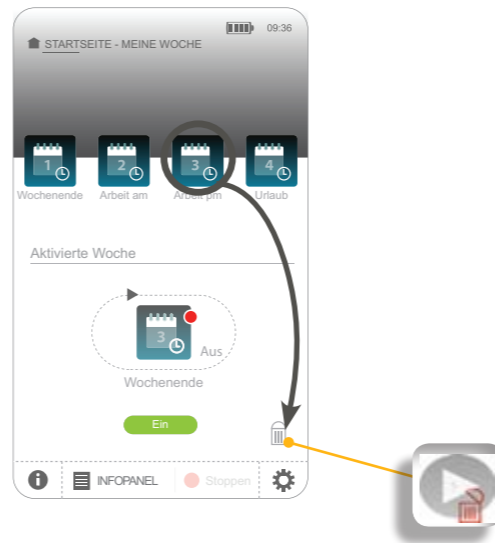 09:36
STARTSEITE - MEINE WOCHE
1 2 3 4
Wochenende Arbeit am Arbeit pm Urlaub
Aktivierte Woche
3
Aus
Wochenende
Ein
i INFOPANEL Stoppen